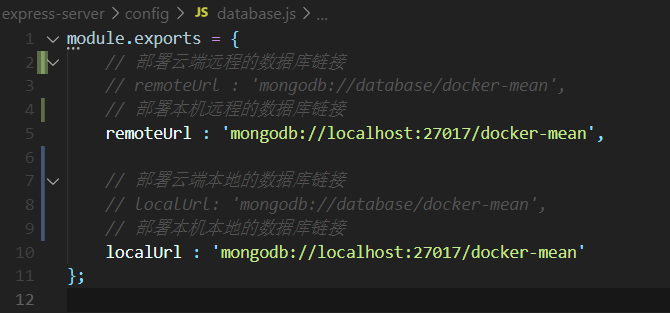 express-server > config > JS database.js > ...
1 module.exports = {
2 // 部署云端远程的数据库链接
3 // remoteUrl : 'mongodb://database/docker-mean',
4 // 部署本机远程的数据库链接
5 remoteUrl : 'mongodb://localhost:27017/docker-mean',
6
7 // 部署云端本地的数据库链接
8 // localUrl: 'mongodb://database/docker-mean',
9 // 部署本机本地的数据库链接
10 localUrl : 'mongodb://localhost:27017/docker-mean'
11 };
12